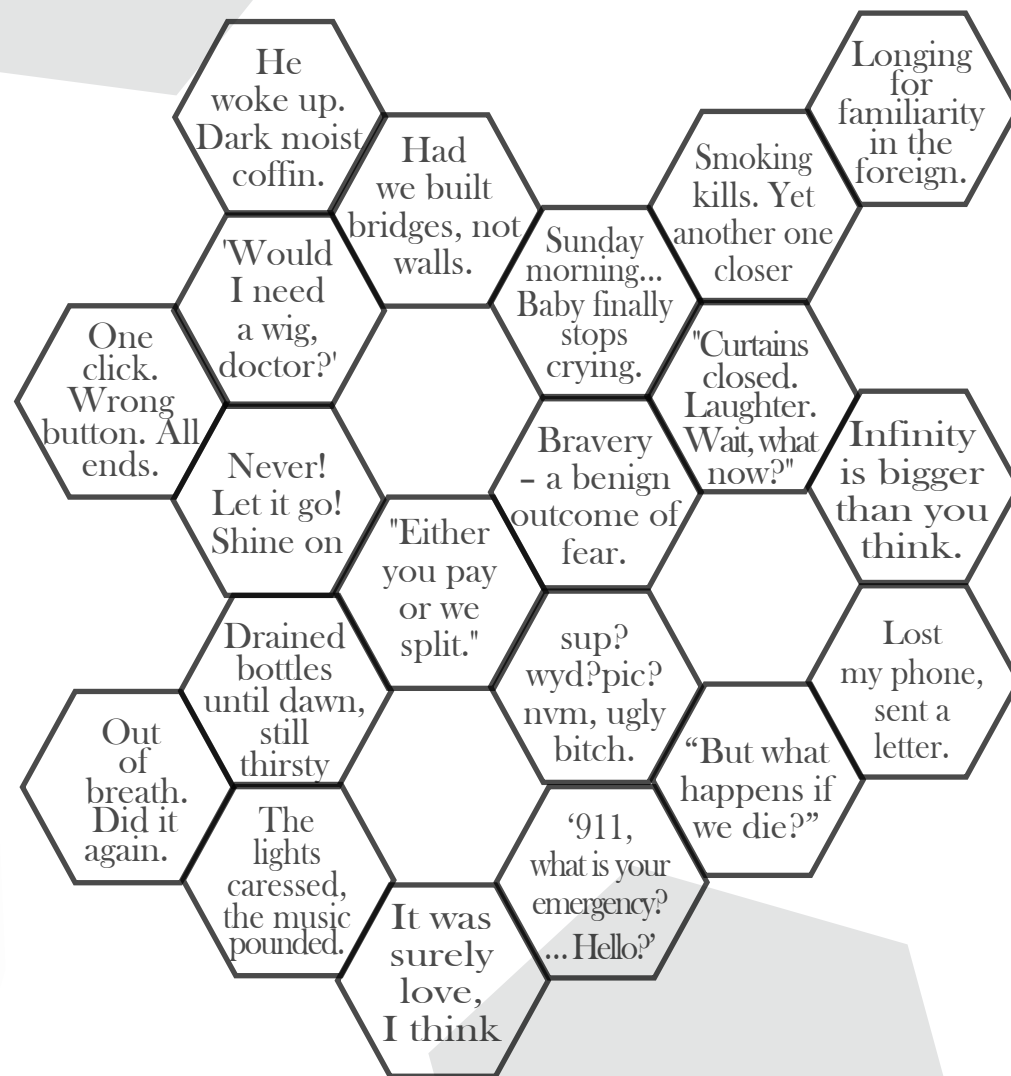 He
woke up.
Dark moist
coffin.
Had
we built
bridges, not
walls.
Longing
for
familiarity
in the
foreign.
Smoking
kills. Yet
another one
closer
Sunday
morning...
Baby finally
stops
crying.
'Would
I need
a wig,
doctor?'
One
click.
Wrong
button. All
ends.
"Curtains
closed.
Laughter.
Wait, what
now?"
Infinity
is bigger
than you
think.
Bravery
– a benign
outcome of
fear.
Never!
Let it go!
Shine on
"Either
you pay
or we
split."
Drained
bottles
until dawn,
still
thirsty
sup?
wyd?pic?
nvm, ugly
bitch.
Lost
my phone,
sent a
letter.
Out
of
breath.
Did it
again.
“But what
happens if
we die?”
The
lights
caressed,
the music
pounded.
‘911,
what is your
emergency?
... Hello?’
It was
surely
love,
I think